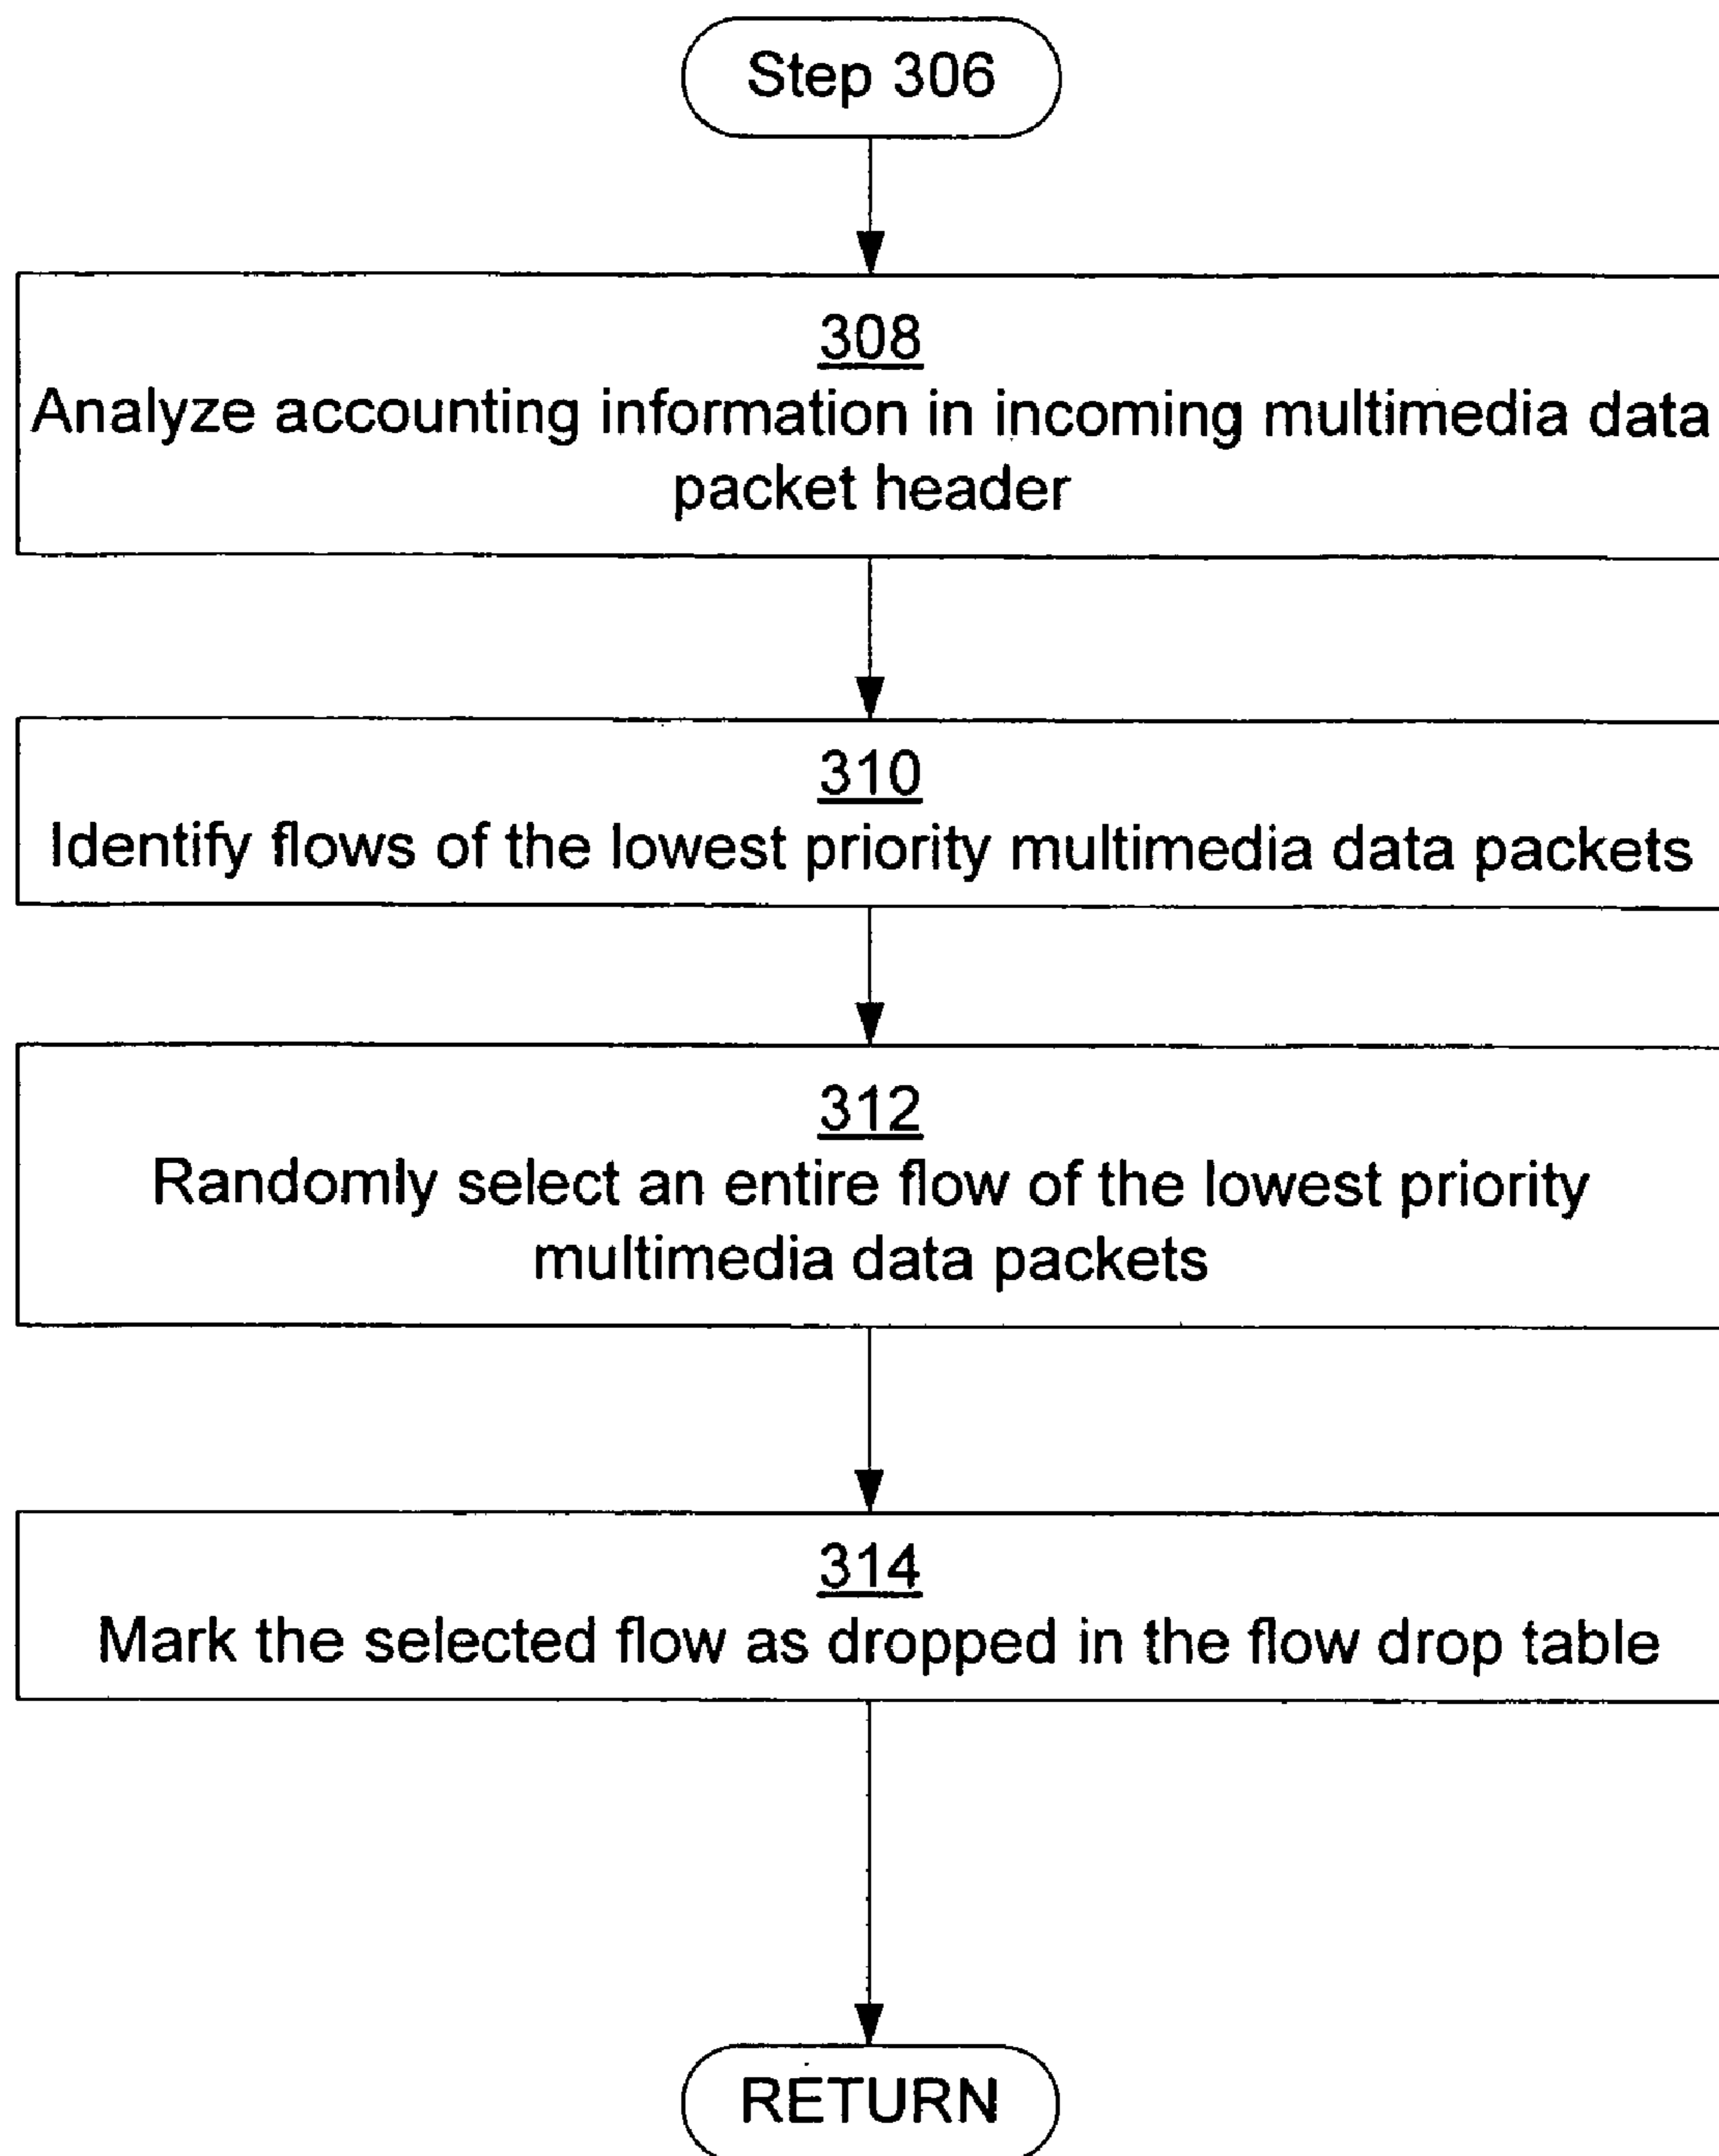 Step 306
308
Analyze accounting information in incoming multimedia data
packet header
310
Identify flows of the lowest priority multimedia data packets
312
Randomly select an entire flow of the lowest priority
multimedia data packets
314
Mark the selected flow as dropped in the flow drop table
RETURN